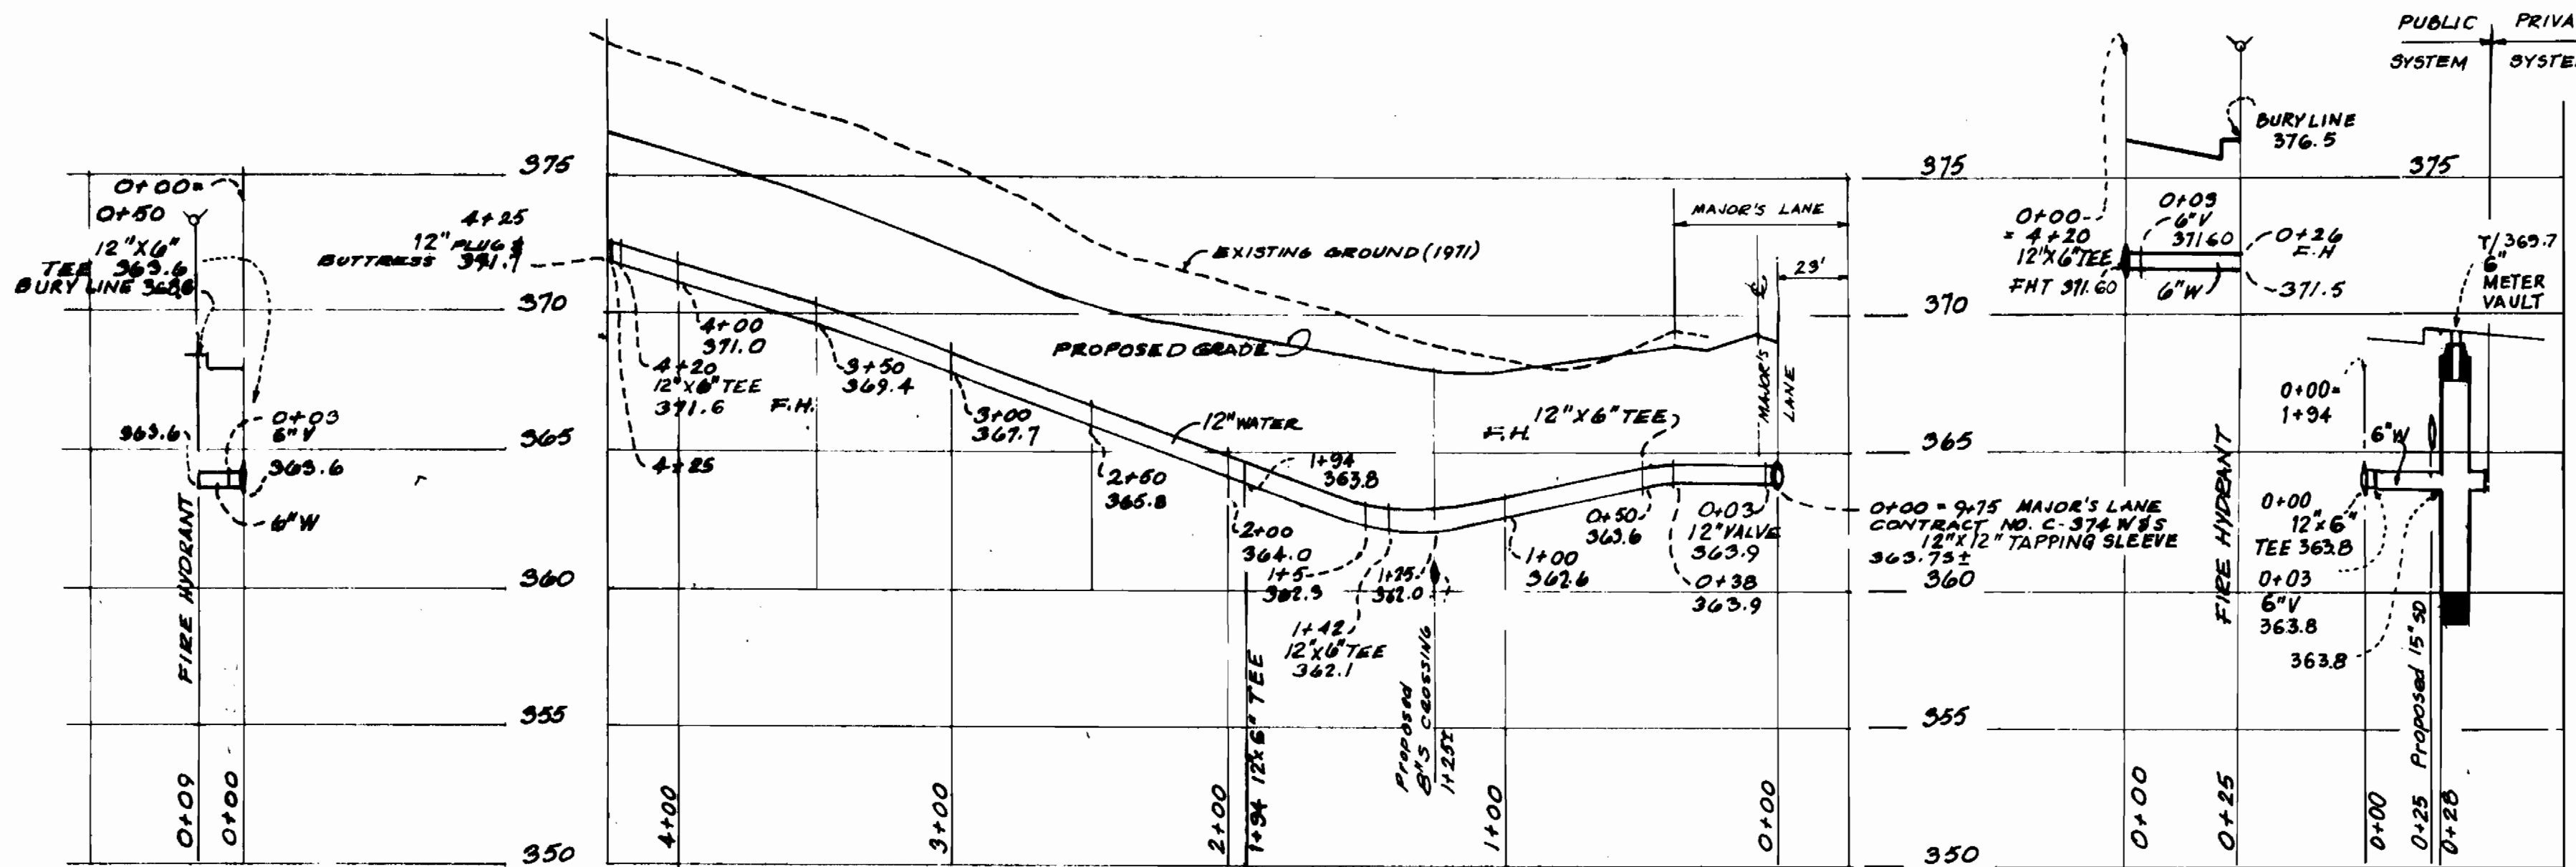 0+00=
0+50
12"X6"
TEE 363.6
BURY LINE 368.6
363.6
0+03
6"V
363.6
6"W
FIRE HYDRANT
0+09
0+00
375
370
365
360
355
350
4+25
12" PLUG &
BUTTRESS
4+00
371.0
4+20
12"X6" TEE
371.6 F.H.
4+25
3+50
369.4
3+00
367.7
2+50
365.8
12" WATER
1+94
363.8
2+00
364.0
1+5
362.3
1+42
12"X6" TEE
362.1
1+25
362.0
1+00
362.6
F.H. 12"X6" TEE
0+50
363.6
0+03
12" VALVE
363.9
0+38
363.9
EXISTING GROUND (1971)
PROPOSED GRADE
MAJOR'S LANE
23'
℄
MAJOR'S
LANE
0+00 = 9+75 MAJOR'S LANE
CONTRACT NO. C-374 W&S
12"X12" TAPPING SLEEVE
363.73±
Proposed
8"S CROSSING
1+25±
4+00
3+00
2+00
1+94 12"x6" TEE
1+00
0+00
375
370
365
360
355
350
0+00
= 4+20
12"X6" TEE
FHT 371.60
0+03
6"V
371.60
6"W
0+26
F.H
371.5
BURY LINE
376.5
FIRE HYDRANT
0+00
0+25
PUBLIC
SYSTEM
PRIVA
SYSTE
375
T/369.7
6"
METER
VAULT
0+00=
1+94
6"W
0+00
12"x6"
TEE 363.8
0+03
6"V
363.8
363.8
Proposed 15" SD
0+00
0+25
0+28